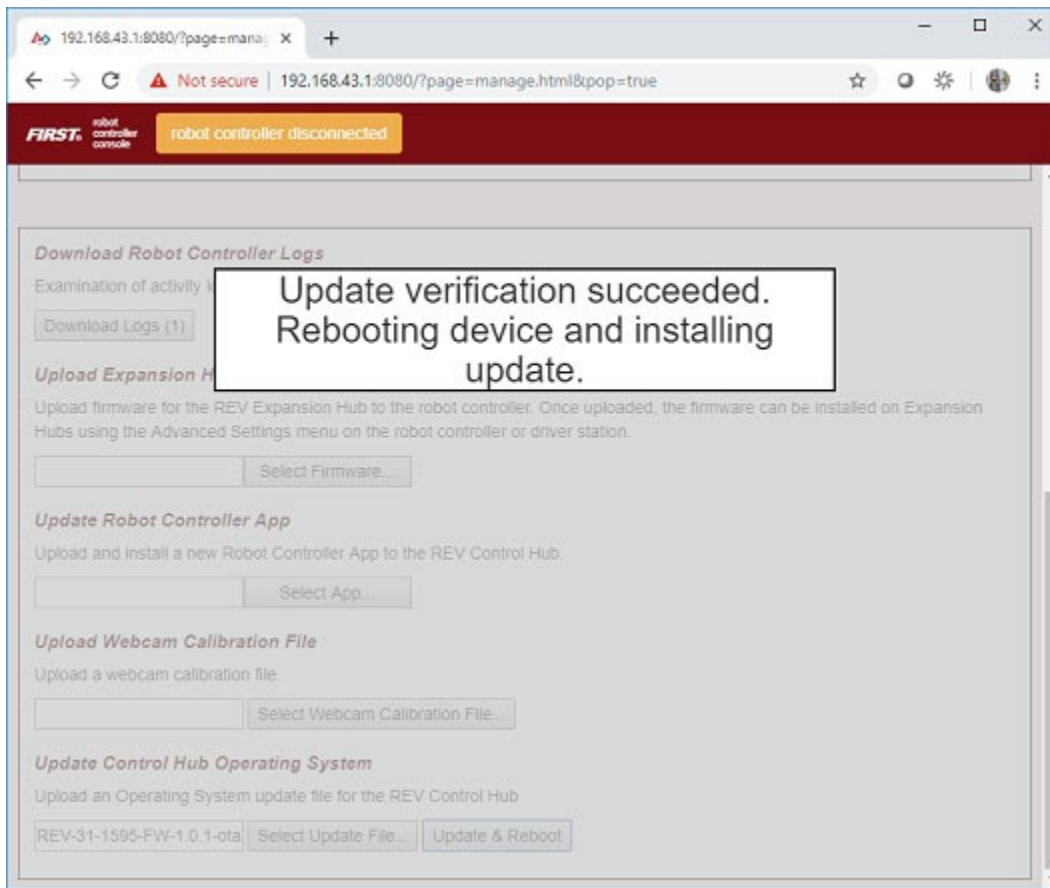 192.168.43.1:8080/?page=mana
Not secure | 192.168.43.1:8080/?page=manage.html&pop=true
FIRST® robot controller console
robot controller disconnected
Download Robot Controller Logs
Examination of activity
Download Logs (1)
Update verification succeeded.
Rebooting device and installing
update.
Upload Expansion H
Upload firmware for the REV Expansion Hub to the robot controller. Once uploaded, the firmware can be installed on Expansion
Hubs using the Advanced Settings menu on the robot controller or driver station.
Select Firmware...
Update Robot Controller App
Upload and install a new Robot Controller App to the REV Control Hub.
Select App...
Upload Webcam Calibration File
Upload a webcam calibration file
Select Webcam Calibration File...
Update Control Hub Operating System
Upload an Operating System update file for the REV Control Hub
REV-31-1595-FW-1.0.1-ota Select Update File... Update & Reboot